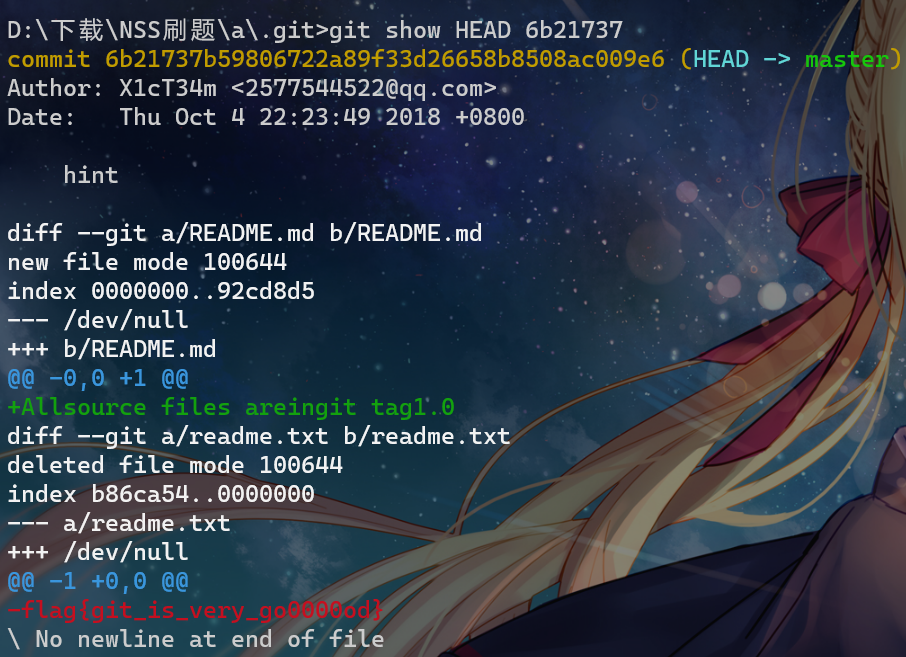 D:\下载\NSS刷题\a\.git>git show HEAD 6b21737
commit 6b21737b59806722a89f33d26658b8508ac009e6 (HEAD -> master)
Author: X1cT34m <2577544522@qq.com>
Date:   Thu Oct 4 22:23:49 2018 +0800
    hint
diff --git a/README.md b/README.md
new file mode 100644
index 0000000..92cd8d5
--- /dev/null
+++ b/README.md
@@ -0,0 +1 @@
+Allsource files areingit tag1.0
diff --git a/readme.txt b/readme.txt
deleted file mode 100644
index b86ca54..0000000
--- a/readme.txt
+++ /dev/null
@@ -1 +0,0 @@
-flag{git_is_very_go0000od}
\ No newline at end of file